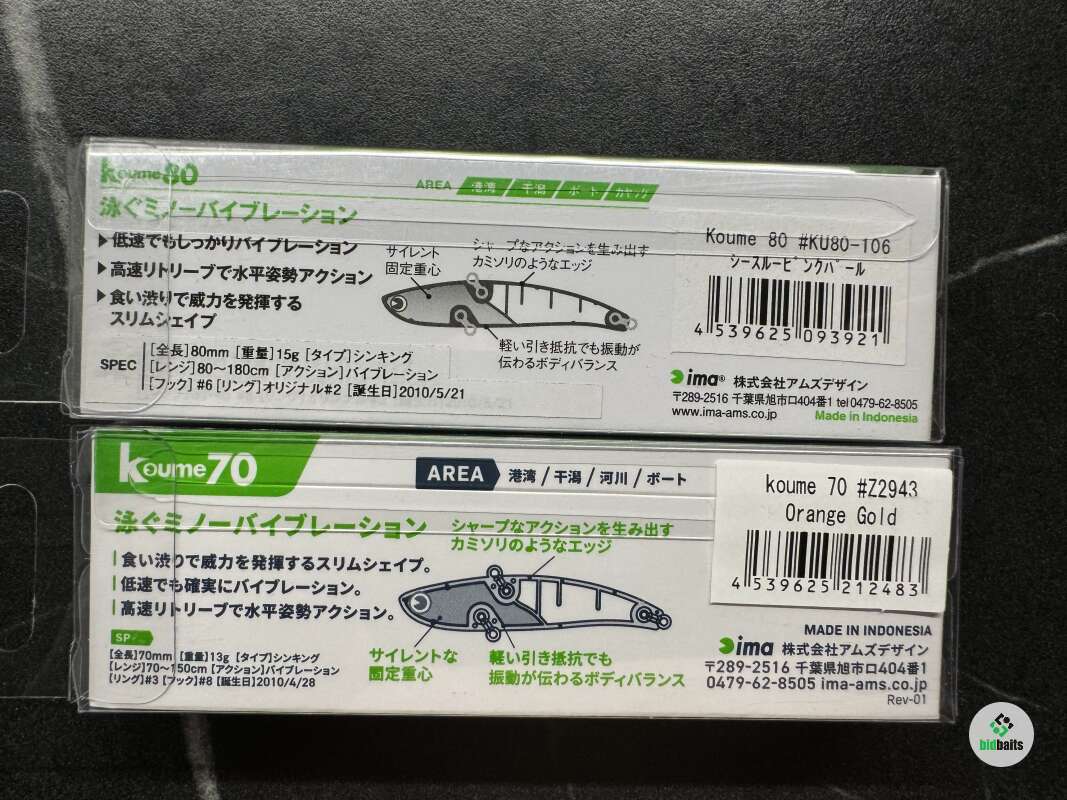 koume80
AREA 港湾 干潟 ボート カヤック
泳ぐミノーバイブレーション
▶低速でもしっかりバイブレーション
▶高速リトリーブで水平姿勢アクション
▶食い渋りで威力を発揮する
スリムシェイプ
サイレント
固定重心
シャープなアクションを生み出す
カミソリのようなエッジ
軽い引き抵抗でも振動が
伝わるボディバランス
SPEC
[全長]80mm [重量]15g [タイプ]シンキング
[レンジ]80〜180cm [アクション]バイブレーション
[フック]#6 [リング]オリジナル#2 [誕生日]2010/5/21
Koume 80 #KU80-106
シースルーピンクパール
4 539625 093921
ima® 株式会社アムズデザイン
〒289-2516 千葉県旭市ロ404番1 tel0479-62-8505
www.ima-ams.co.jp Made in Indonesia
koume70
AREA 港湾/干潟/河川/ボート
泳ぐミノーバイブレーション
食い渋りで威力を発揮するスリムシェイプ。
低速でも確実にバイブレーション。
高速リトリーブで水平姿勢アクション。
シャープなアクションを生み出す
カミソリのようなエッジ
サイレントな
固定重心
軽い引き抵抗でも
振動が伝わるボディバランス
SP
[全長]70mm [重量]13g [タイプ]シンキング
[レンジ]70〜150cm [アクション]バイブレーション
[リング]#3 [フック]#8 [誕生日]2010/4/28
koume 70 #Z2943
Orange Gold
4 539625 212483
MADE IN INDONESIA
ima 株式会社アムズデザイン
〒289-2516 千葉県旭市ロ404番1
0479-62-8505 ima-ams.co.jp
Rev-01
bidbaits